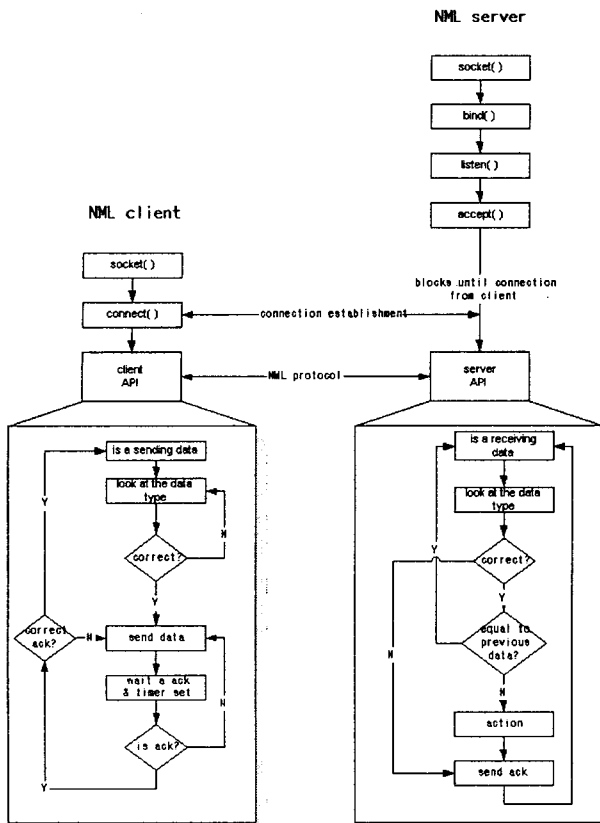 NML server
socket( )
bind( )
listen( )
accept( )
blocks until connection
from client
NML client
socket( )
connect( )
connection establishment
client
API
NML protocol
server
API
is a sending data
look at the data
type
N
correct?
Y
Y
correct
ack?
N
send data
wait a ack
& timer set
N
is ack?
Y
is a receiving
data
look at the data
type
Y
correct?
Y
equal to
previous
data?
N
N
action
send ack